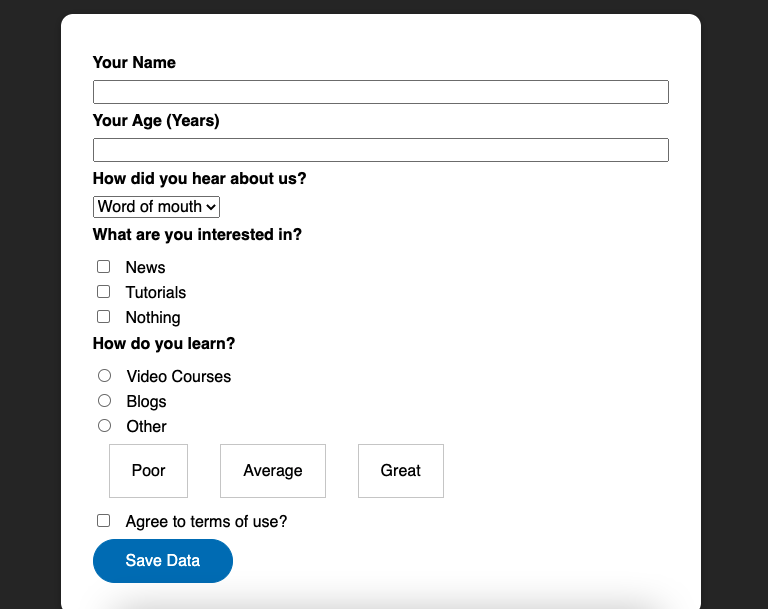 Your Name
Your Age (Years)
How did you hear about us?
Word of mouth
What are you interested in?
News
Tutorials
Nothing
How do you learn?
Video Courses
Blogs
Other
Poor Average Great
Agree to terms of use?
Save Data